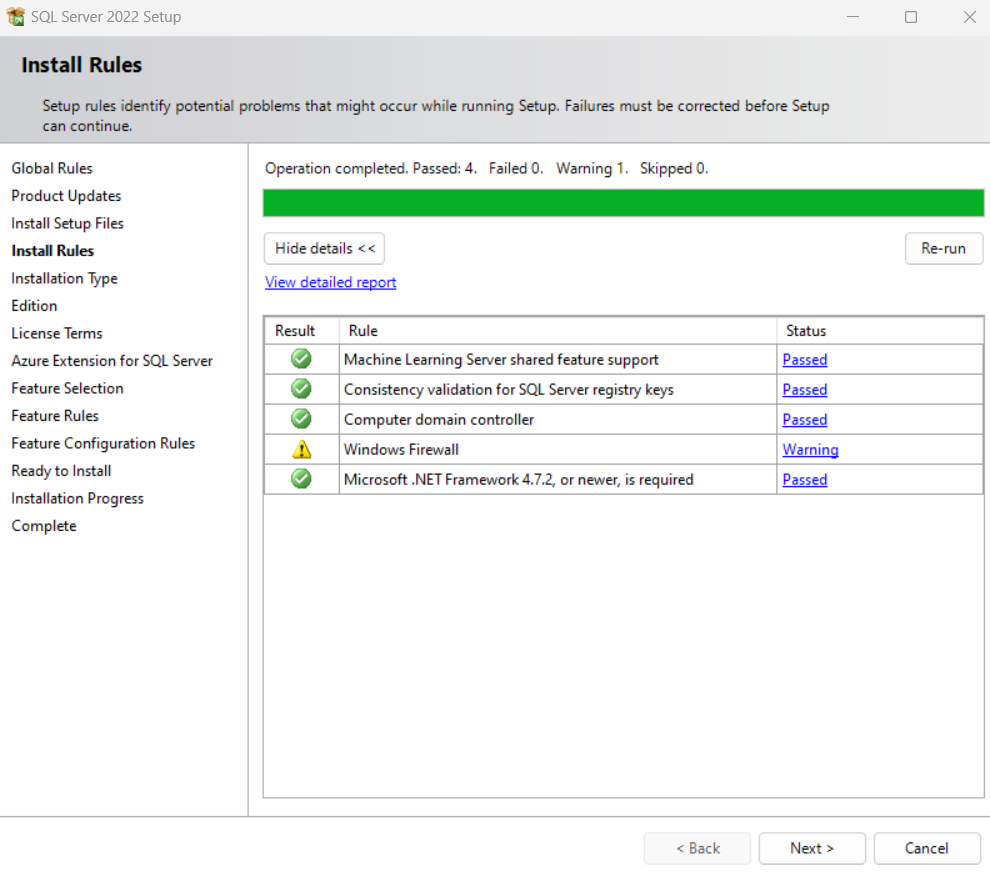 SQL Server 2022 Setup
Install Rules
Setup rules identify potential problems that might occur while running Setup. Failures must be corrected before Setup
can continue.
Global Rules
Product Updates
Install Setup Files
Install Rules
Installation Type
Edition
License Terms
Azure Extension for SQL Server
Feature Selection
Feature Rules
Feature Configuration Rules
Ready to Install
Installation Progress
Complete
Operation completed. Passed: 4. Failed 0. Warning 1. Skipped 0.
Hide details <<
Re-run
View detailed report
Result Rule Status
Machine Learning Server shared feature support Passed
Consistency validation for SQL Server registry keys Passed
Computer domain controller Passed
Windows Firewall Warning
Microsoft .NET Framework 4.7.2, or newer, is required Passed
< Back
Next >
Cancel